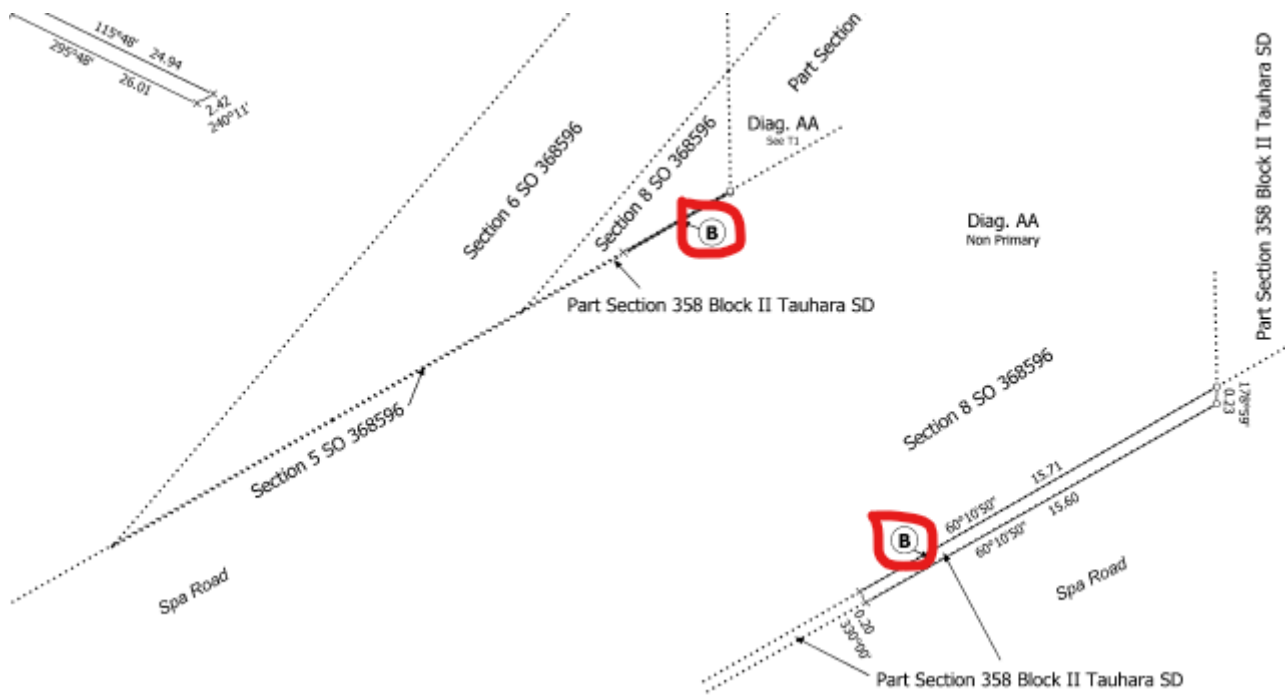 115°48' 24.94
295°48' 26.01
2.42
240°11'
Section 6 SO 368596
Section 8 SO 368596
Part Section
Diag. AA
See T1
B
Part Section 358 Block II Tauhara SD
Section 5 SO 368596
Spa Road
Diag. AA
Non Primary
Part Section 358 Block II Tauhara SD
Section 8 SO 368596
178°59'
0.23
60°10'50" 15.71
60°10'50" 15.60
B
Spa Road
0.20
330°00'
Part Section 358 Block II Tauhara SD